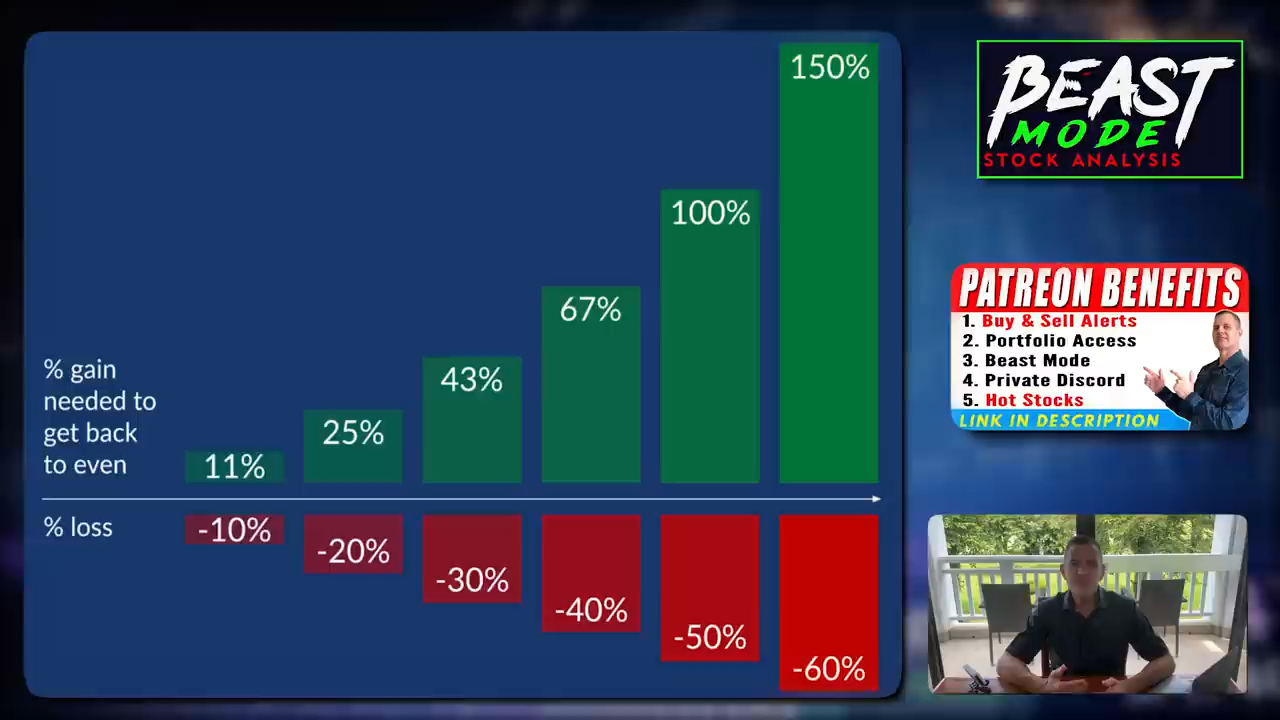 150%
100%
67%
43%
25%
11%
% gain
needed to
get back
to even
% loss
-10%
-20%
-30%
-40%
-50%
-60%
BEAST
MODE
STOCK ANALYSIS
PATREON BENEFITS
1. Buy & Sell Alerts
2. Portfolio Access
3. Beast Mode
4. Private Discord
5. Hot Stocks
LINK IN DESCRIPTION